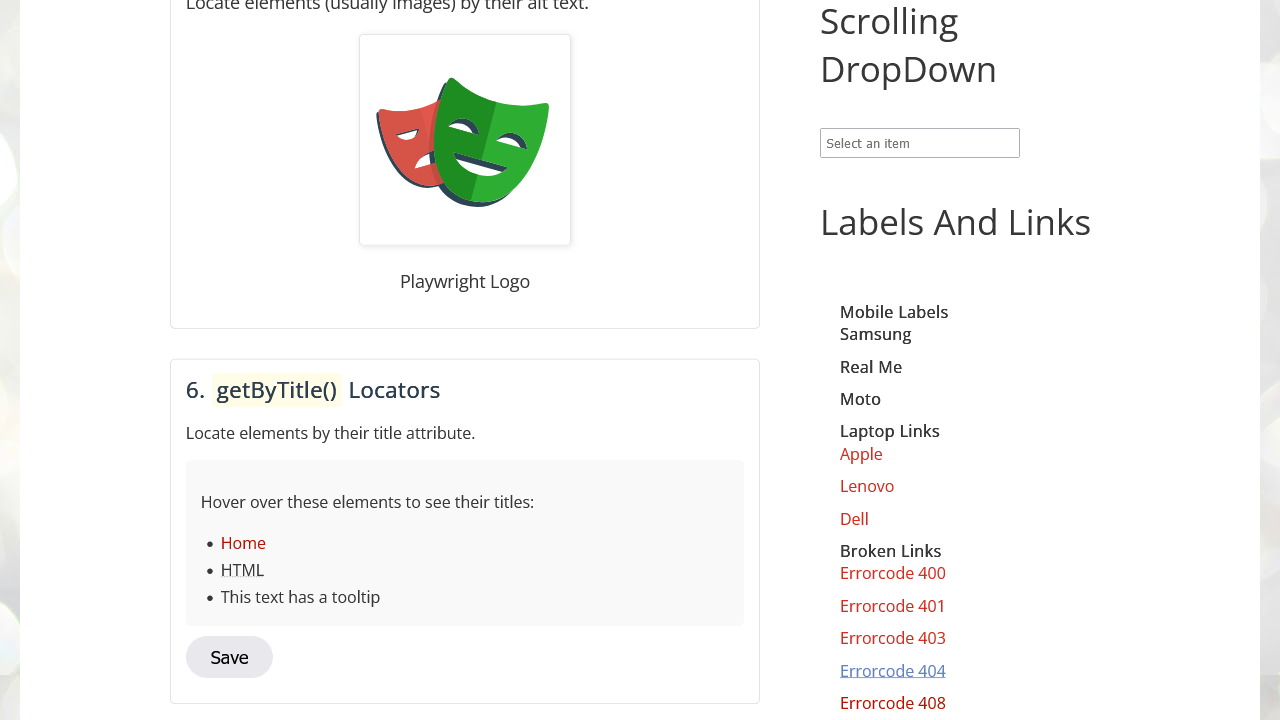 Locate elements (usually images) by their alt text.
Playwright Logo
6. getByTitle() Locators
Locate elements by their title attribute.
Hover over these elements to see their titles:
Home
HTML
This text has a tooltip
Save
Scrolling
DropDown
Select an item
Labels And Links
Mobile Labels
Samsung
Real Me
Moto
Laptop Links
Apple
Lenovo
Dell
Broken Links
Errorcode 400
Errorcode 401
Errorcode 403
Errorcode 404
Errorcode 408